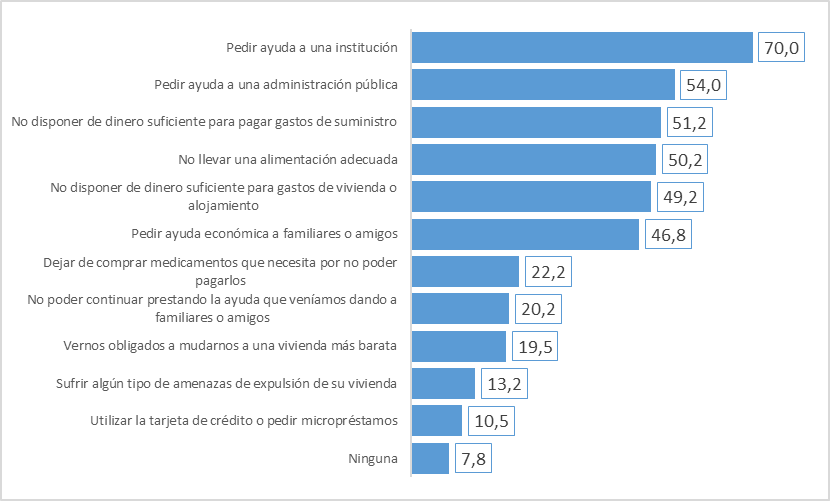 Pedir ayuda a una institución 70,0
Pedir ayuda a una administración pública 54,0
No disponer de dinero suficiente para pagar gastos de suministro 51,2
No llevar una alimentación adecuada 50,2
No disponer de dinero suficiente para gastos de vivienda o
alojamiento 49,2
Pedir ayuda económica a familiares o amigos 46,8
Dejar de comprar medicamentos que necesita por no poder
pagarlos 22,2
No poder continuar prestando la ayuda que veníamos dando a
familiares o amigos 20,2
Vernos obligados a mudarnos a una vivienda más barata 19,5
Sufrir algún tipo de amenazas de expulsión de su vivienda 13,2
Utilizar la tarjeta de crédito o pedir micropréstamos 10,5
Ninguna 7,8